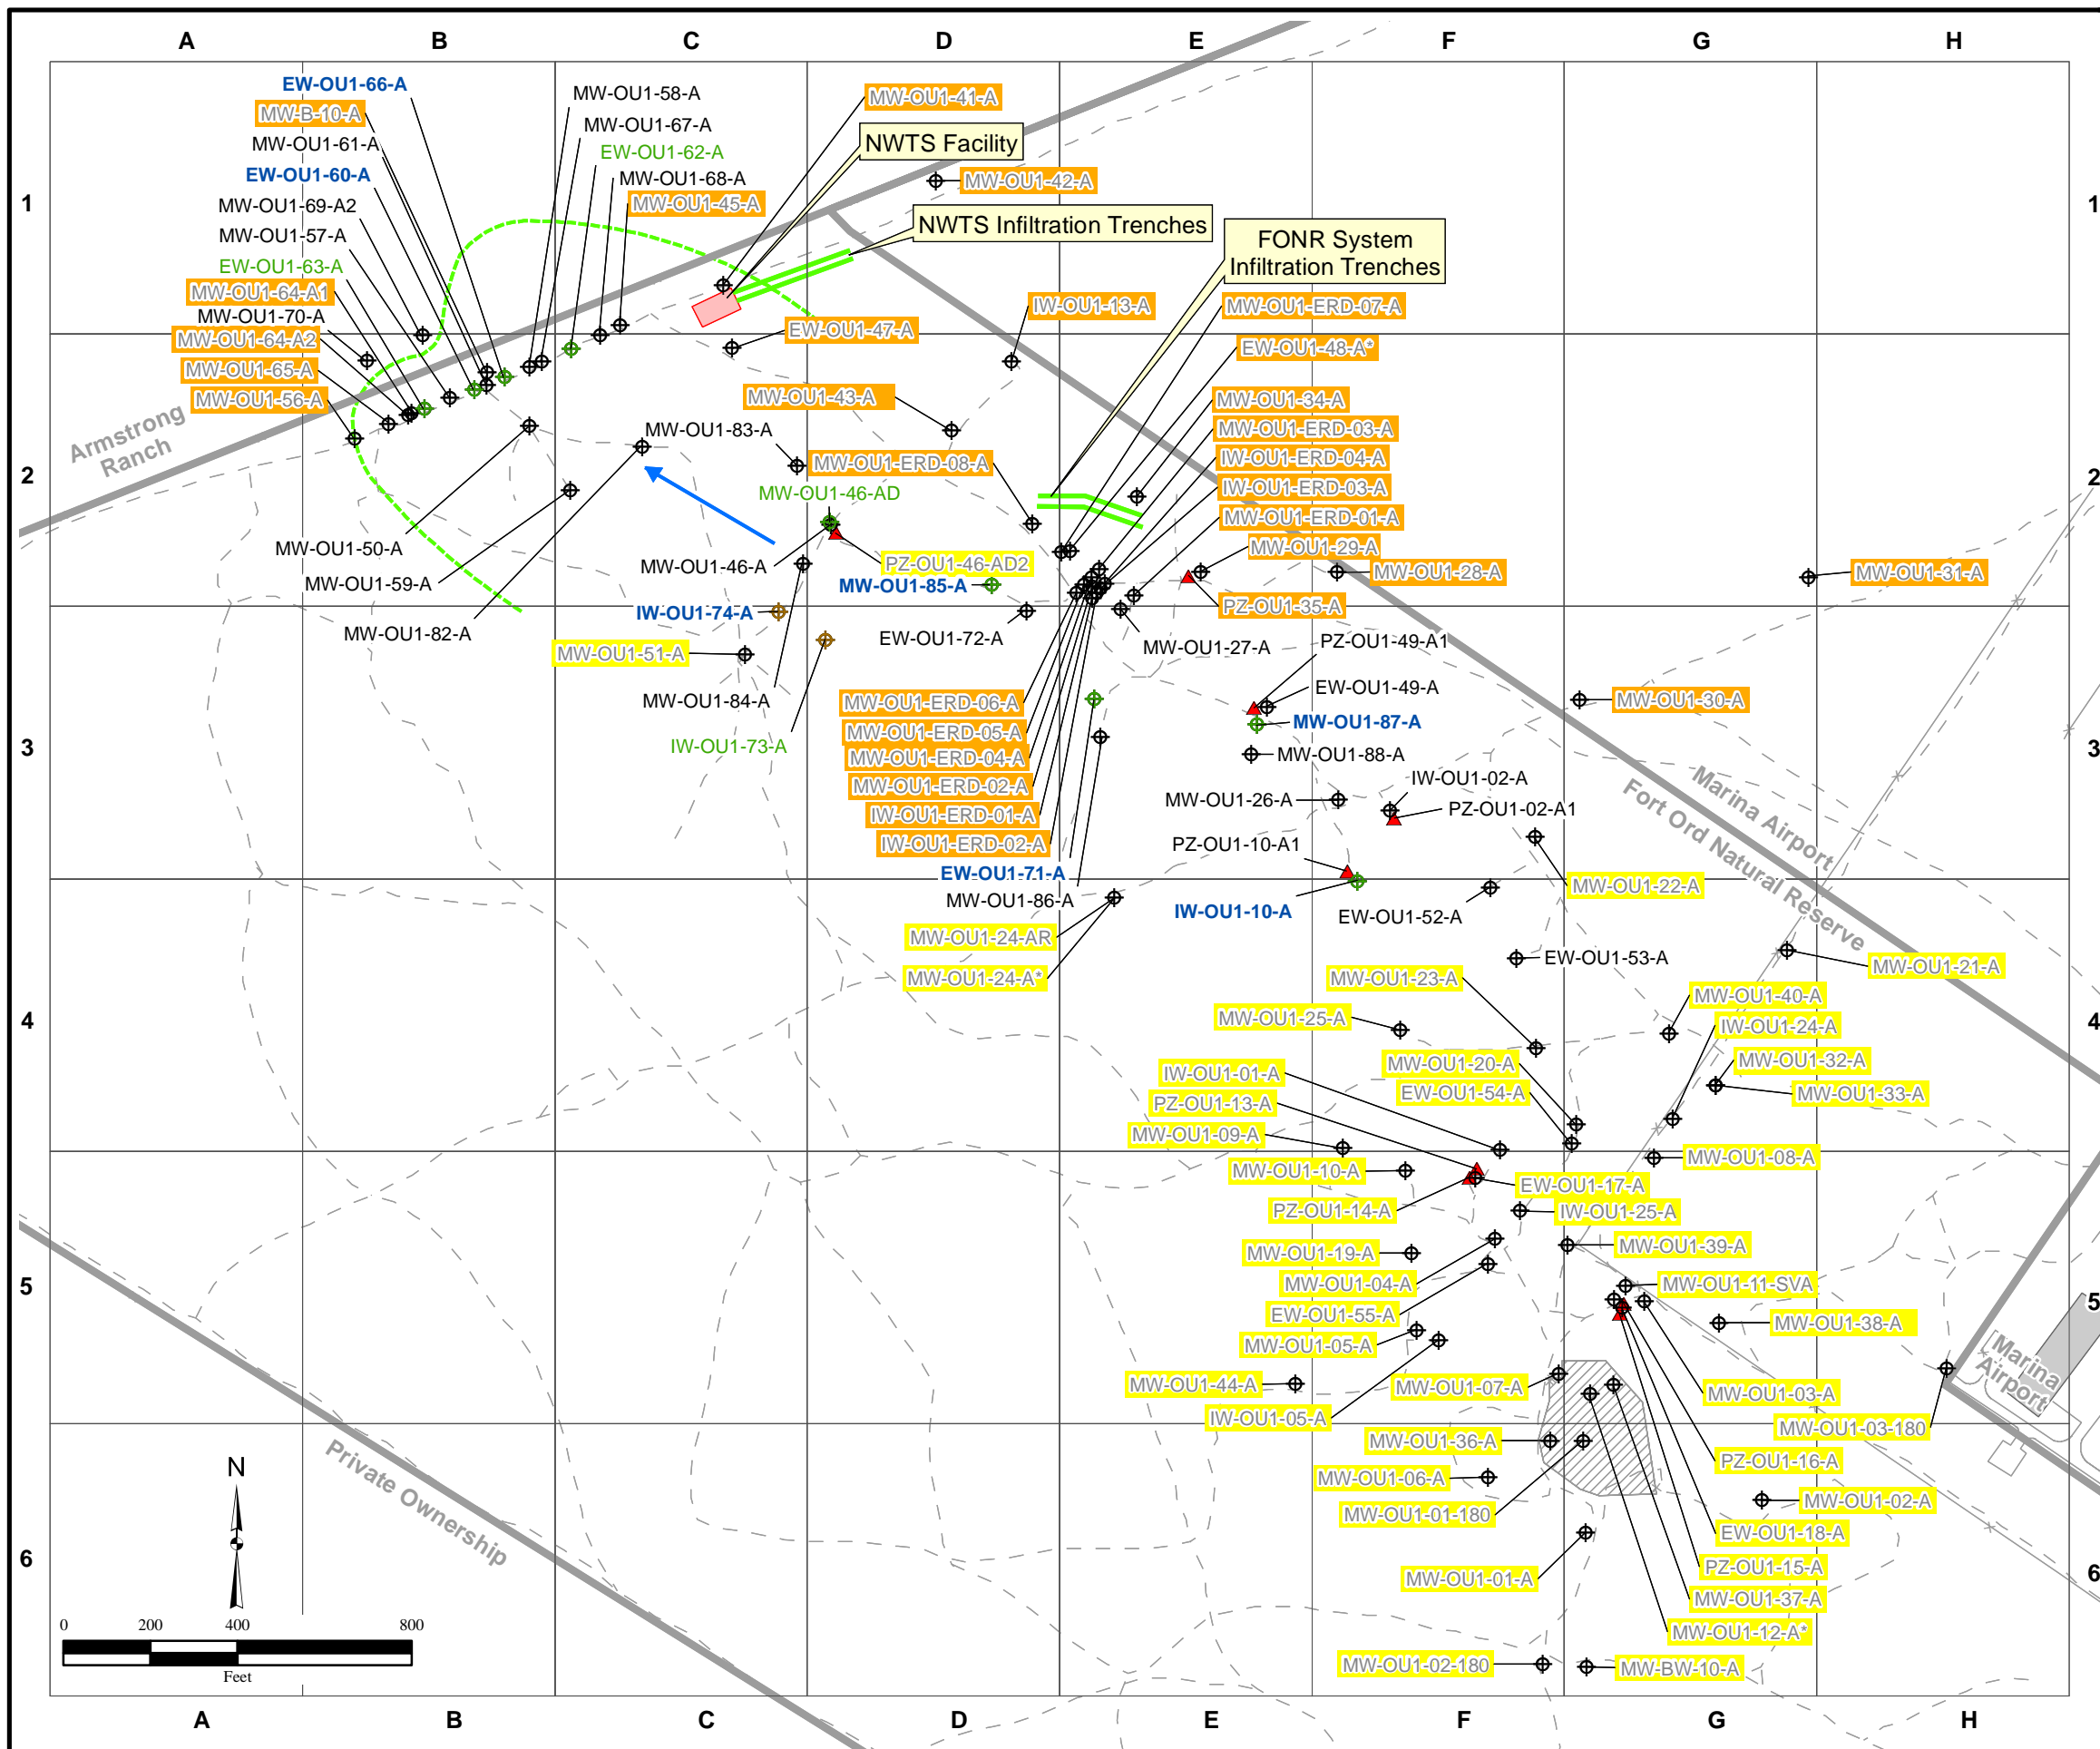 A B C D E F G H
EW-OU1-66-A
MW-B-10-A
MW-OU1-61-A
EW-OU1-60-A
MW-OU1-69-A2
MW-OU1-57-A
EW-OU1-63-A
MW-OU1-64-A1
MW-OU1-70-A
MW-OU1-64-A2
MW-OU1-65-A
MW-OU1-56-A
MW-OU1-58-A
MW-OU1-67-A
EW-OU1-62-A
MW-OU1-68-A
MW-OU1-45-A
MW-OU1-41-A
NWTS Facility
MW-OU1-42-A
NWTS Infiltration Trenches
FONR System
Infiltration Trenches
1
1
IW-OU1-13-A
MW-OU1-ERD-07-A
EW-OU1-47-A
EW-OU1-48-A*
MW-OU1-43-A
MW-OU1-34-A
MW-OU1-83-A
MW-OU1-ERD-03-A
MW-OU1-ERD-08-A
IW-OU1-ERD-04-A
MW-OU1-46-AD
IW-OU1-ERD-03-A
MW-OU1-ERD-01-A
MW-OU1-29-A
Armstrong
Ranch
2
2
MW-OU1-50-A
MW-OU1-59-A
MW-OU1-82-A
MW-OU1-46-A
PZ-OU1-46-AD2
MW-OU1-85-A
MW-OU1-28-A
MW-OU1-31-A
IW-OU1-74-A
PZ-OU1-35-A
EW-OU1-72-A
MW-OU1-27-A
PZ-OU1-49-A1
MW-OU1-51-A
EW-OU1-49-A
MW-OU1-84-A
MW-OU1-ERD-06-A
MW-OU1-30-A
MW-OU1-87-A
IW-OU1-73-A
MW-OU1-ERD-05-A
MW-OU1-ERD-04-A
MW-OU1-88-A
3
3
MW-OU1-ERD-02-A
IW-OU1-02-A
MW-OU1-26-A
PZ-OU1-02-A1
IW-OU1-ERD-01-A
IW-OU1-ERD-02-A
PZ-OU1-10-A1
Marina Airport
Fort Ord Natural Reserve
EW-OU1-71-A
MW-OU1-22-A
MW-OU1-86-A
IW-OU1-10-A
EW-OU1-52-A
MW-OU1-24-AR
EW-OU1-53-A
MW-OU1-21-A
MW-OU1-24-A*
MW-OU1-23-A
MW-OU1-40-A
MW-OU1-25-A
IW-OU1-24-A
4
4
MW-OU1-32-A
IW-OU1-01-A
MW-OU1-20-A
EW-OU1-54-A
MW-OU1-33-A
PZ-OU1-13-A
MW-OU1-09-A
MW-OU1-08-A
MW-OU1-10-A
EW-OU1-17-A
PZ-OU1-14-A
IW-OU1-25-A
MW-OU1-19-A
MW-OU1-39-A
MW-OU1-04-A
MW-OU1-11-SVA
5
5
EW-OU1-55-A
MW-OU1-38-A
MW-OU1-05-A
Marina
Airport
MW-OU1-44-A
MW-OU1-07-A
MW-OU1-03-A
IW-OU1-05-A
MW-OU1-03-180
MW-OU1-36-A
PZ-OU1-16-A
MW-OU1-06-A
MW-OU1-02-A
MW-OU1-01-180
EW-OU1-18-A
PZ-OU1-15-A
MW-OU1-01-A
MW-OU1-37-A
MW-OU1-12-A*
MW-OU1-02-180
MW-BW-10-A
6
6
Private Ownership
N
0 200 400 800
Feet
A B C D E F G H